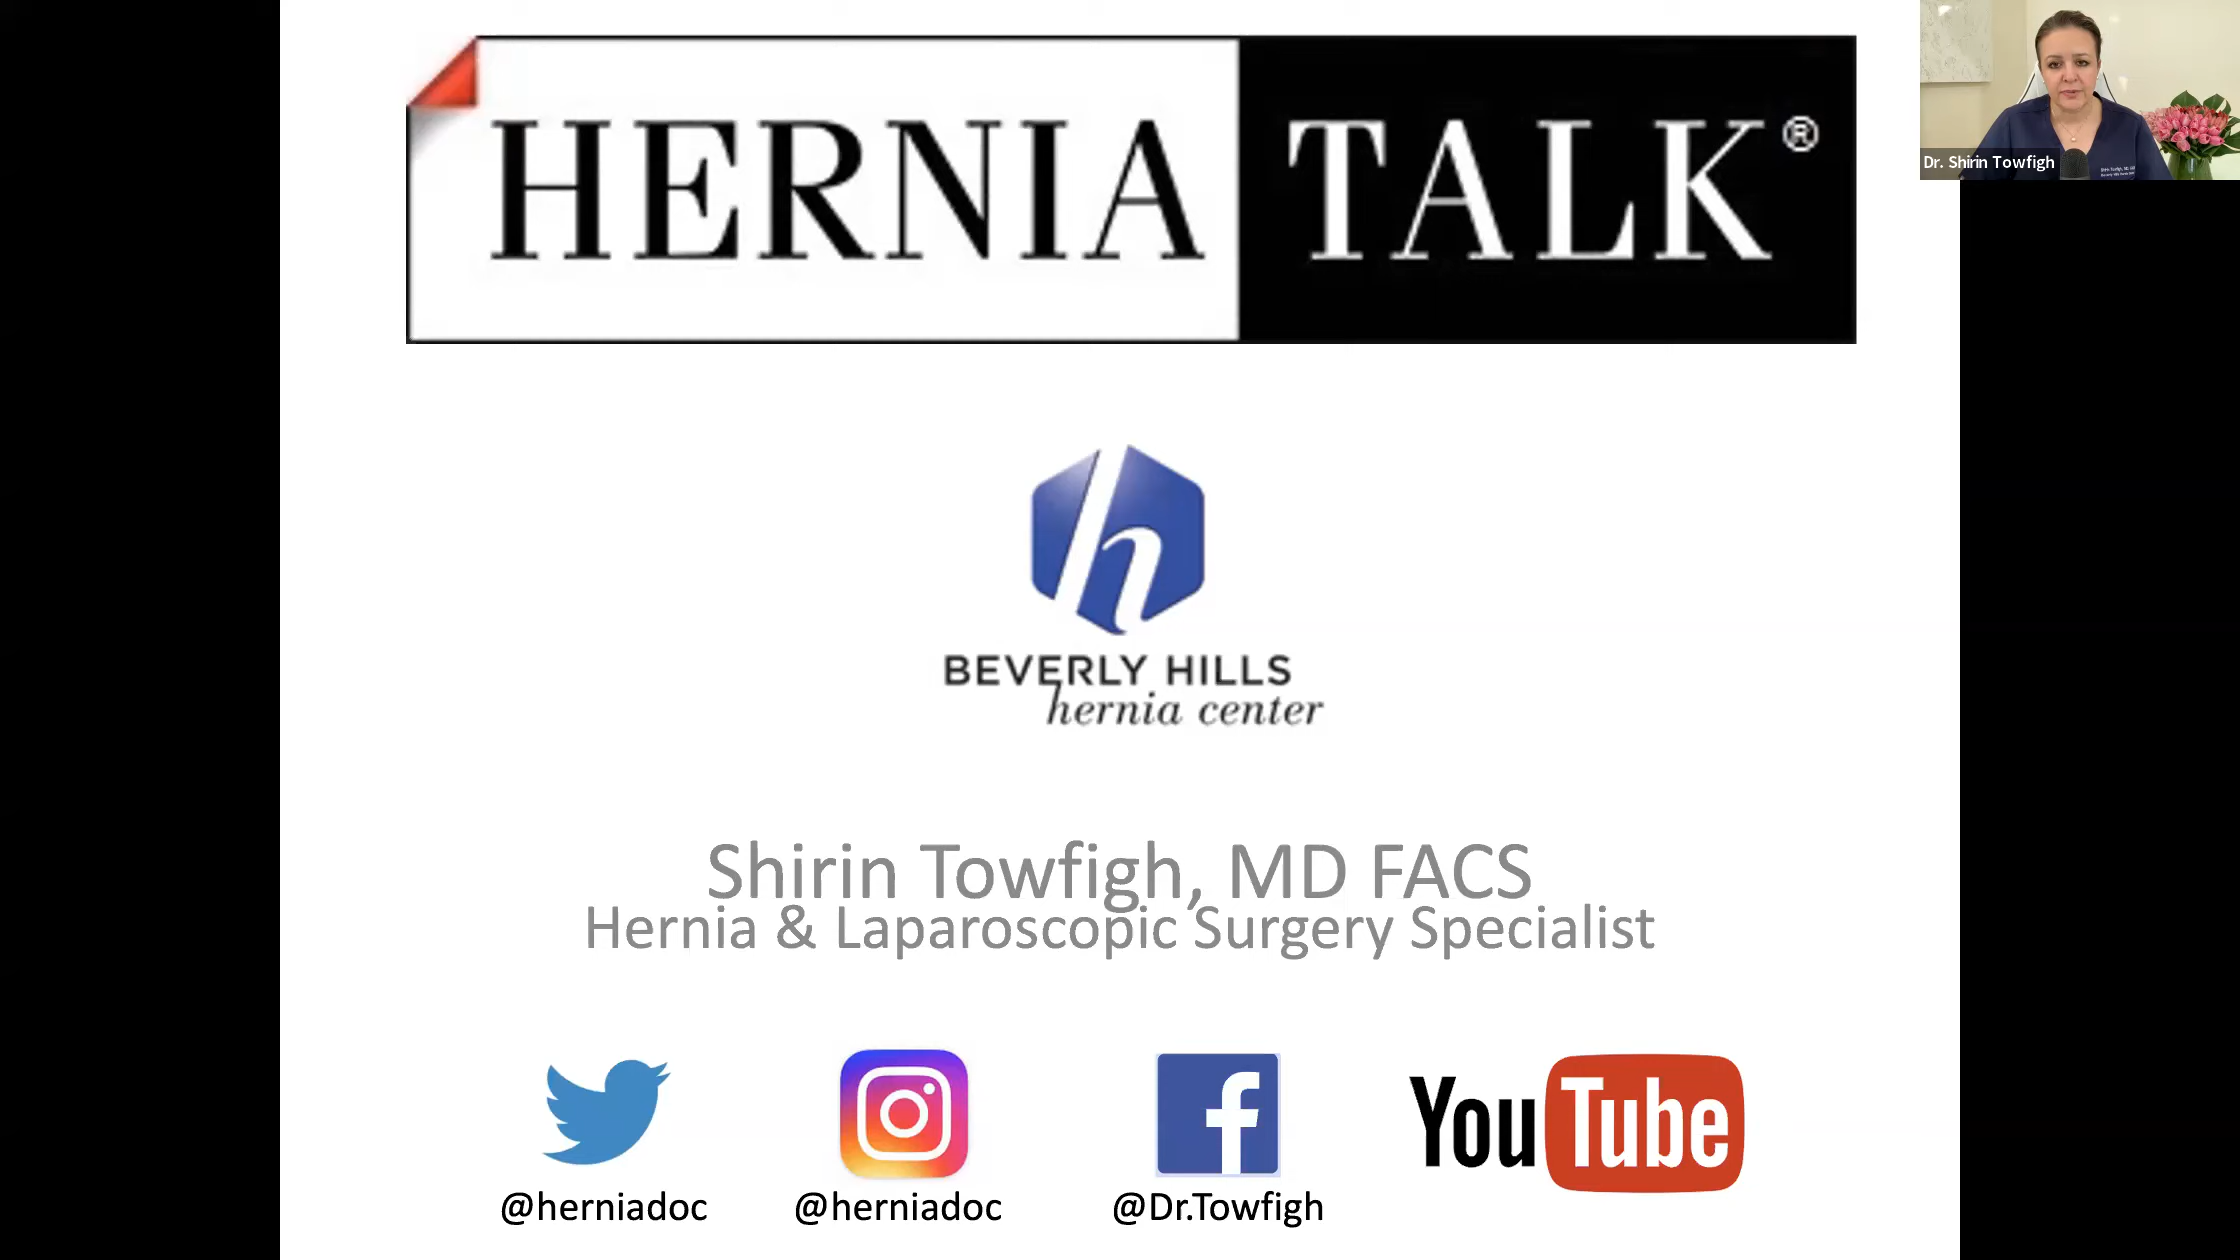 HERNIA TALK®
Dr. Shirin Towfigh
h
BEVERLY HILLS
hernia center
Shirin Towfigh, MD FACS
Hernia & Laparoscopic Surgery Specialist
YouTube
@herniadoc
@herniadoc
@Dr.Towfigh